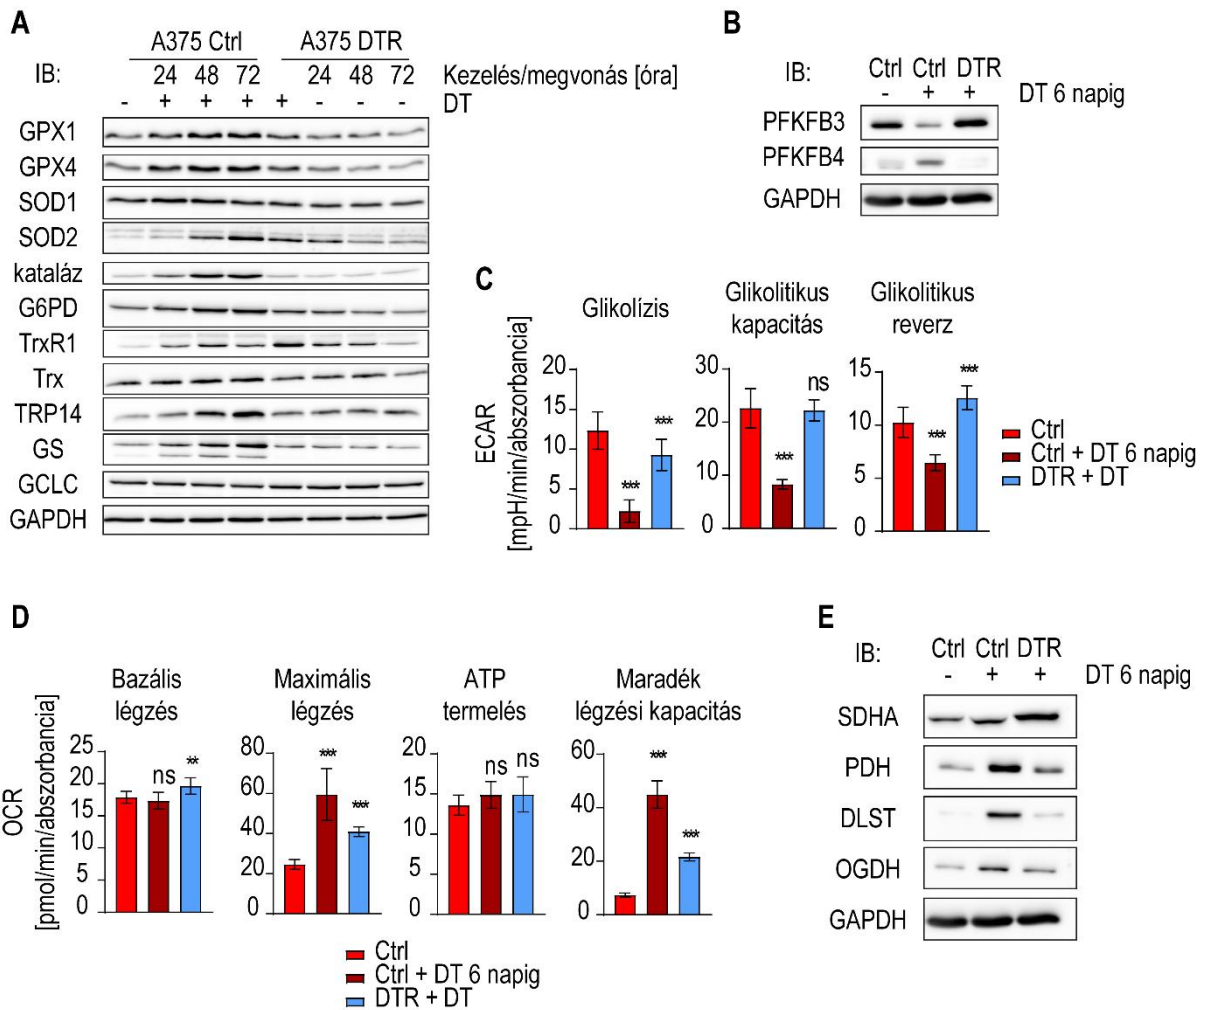 A
A375 Ctrl A375 DTR
IB: 24 48 72 24 48 72 Kezelés/megvonás [óra]
- + + + + - - - DT
GPX1
GPX4
SOD1
SOD2
kataláz
G6PD
TrxR1
Trx
TRP14
GS
GCLC
GAPDH
B
IB: Ctrl Ctrl DTR
- + + DT 6 napig
PFKFB3
PFKFB4
GAPDH
C
ECAR
[mpH/min/abszorbancia]
Glikolízis
20
15
10
5
0
***
***
Glikolitikus
kapacitás
30
20
10
0
***
ns
Glikolitikus
reverz
15
10
5
0
***
***
Ctrl
Ctrl + DT 6 napig
DTR + DT
D
OCR
[pmol/min/abszorbancia]
Bazális
légzés
25
20
15
10
5
0
ns
**
Maximális
légzés
80
60
40
20
0
***
***
ATP
termelés
20
15
10
5
0
ns ns
Maradék
légzési kapacitás
60
40
20
0
***
***
Ctrl
Ctrl + DT 6 napig
DTR + DT
E
IB: Ctrl Ctrl DTR
- + + DT 6 napig
SDHA
PDH
DLST
OGDH
GAPDH